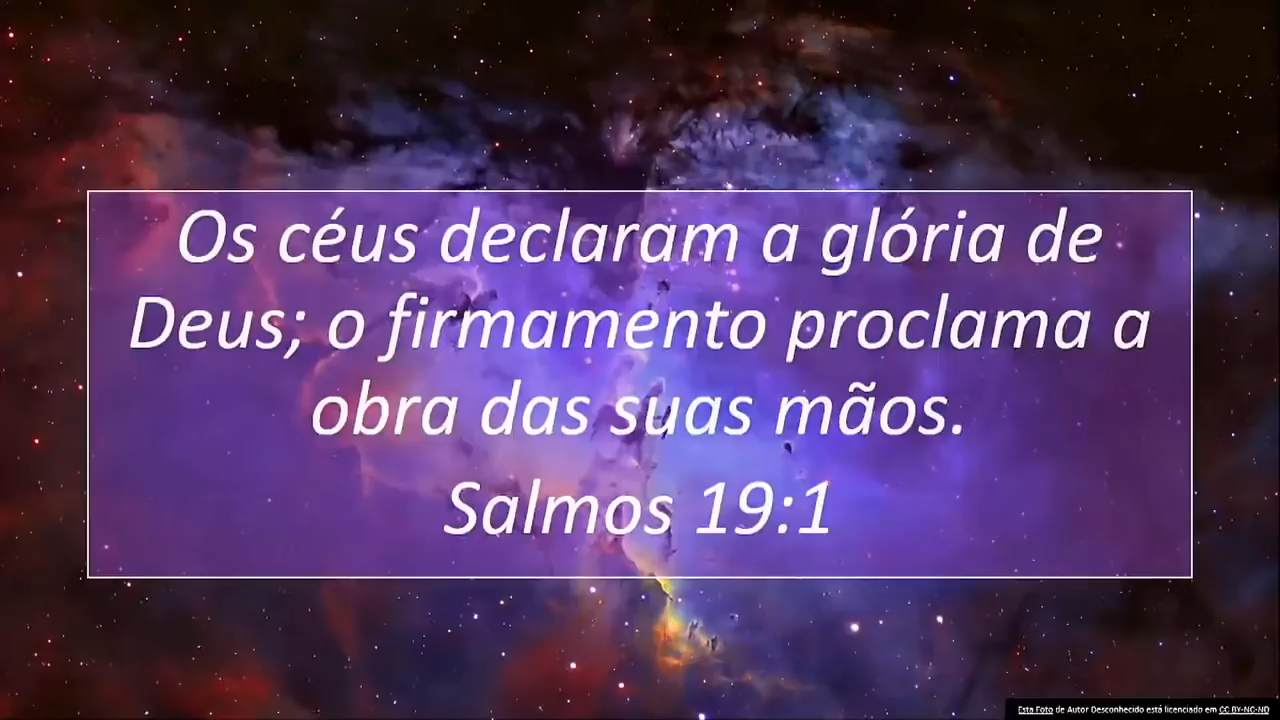 Os céus declaram a glória de
Deus; o firmamento proclama a
obra das suas mãos.
Salmos 19:1
Esta Foto de Autor Desconhecido está licenciado em CC BY-NC-ND